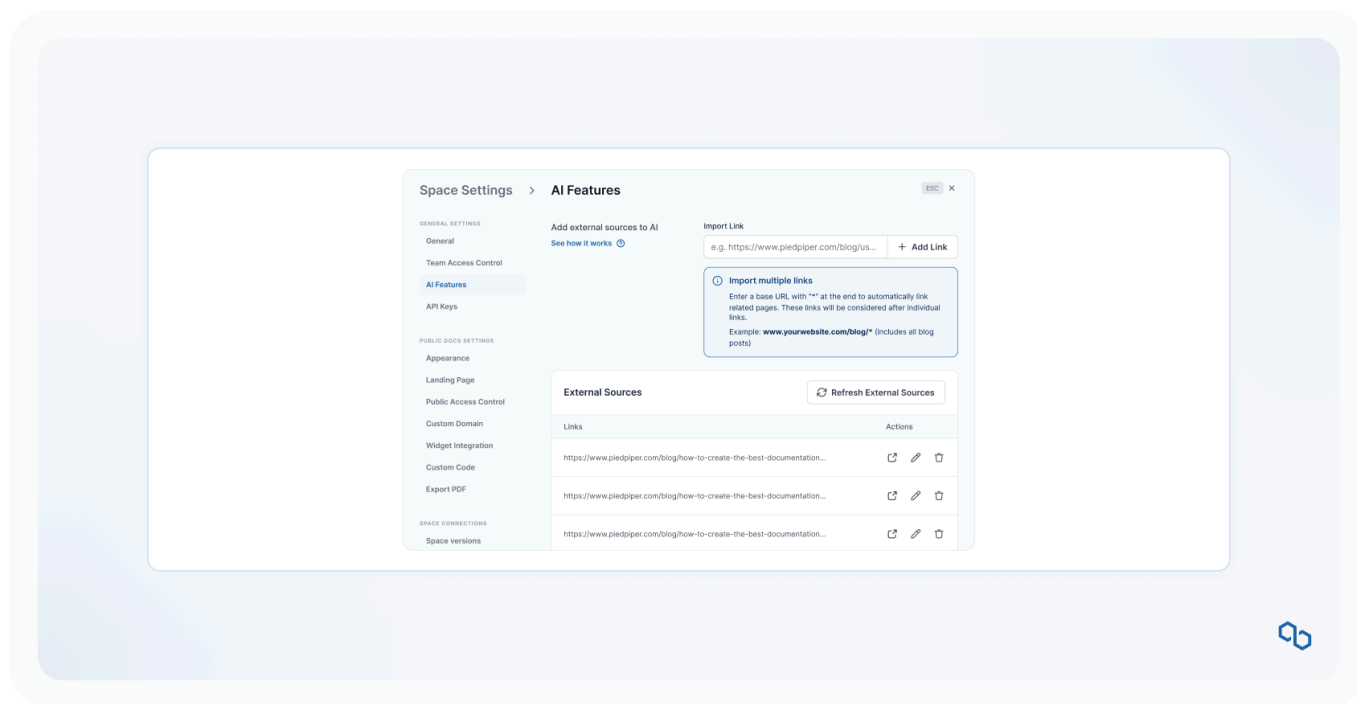 Space Settings > AI Features
ESC ×
GENERAL SETTINGS
General
Team Access Control
AI Features
API Keys
PUBLIC DOCS SETTINGS
Appearance
Landing Page
Public Access Control
Custom Domain
Widget Integration
Custom Code
Export PDF
SPACE CONNECTIONS
Space versions
Add external sources to AI
See how it works
Import Link
e.g. https://www.piedpiper.com/blog/us...
+ Add Link
Import multiple links
Enter a base URL with "*" at the end to automatically link
related pages. These links will be considered after individual
links.
Example: www.yourwebsite.com/blog/* (includes all blog
posts)
External Sources
Refresh External Sources
Links
Actions
https://www.piedpiper.com/blog/how-to-create-the-best-documentation...
https://www.piedpiper.com/blog/how-to-create-the-best-documentation...
https://www.piedpiper.com/blog/how-to-create-the-best-documentation...